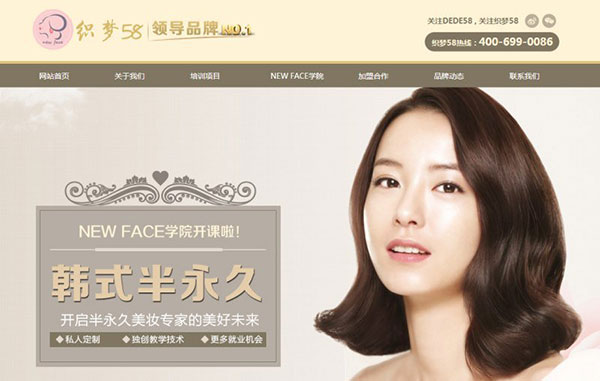 织梦58 领导品牌 NO.1
关注DEDE58，关注织梦58
织梦58热线：400-699-0086
网站首页 关于我们 培训项目 NEW FACE学院 加盟合作 品牌动态 联系我们
NEW FACE学院开课啦！
韩式半永久
开启半永久美妆专家的美好未来
◆ 私人定制 ◆ 独创教学技术 ◆ 更多就业机会